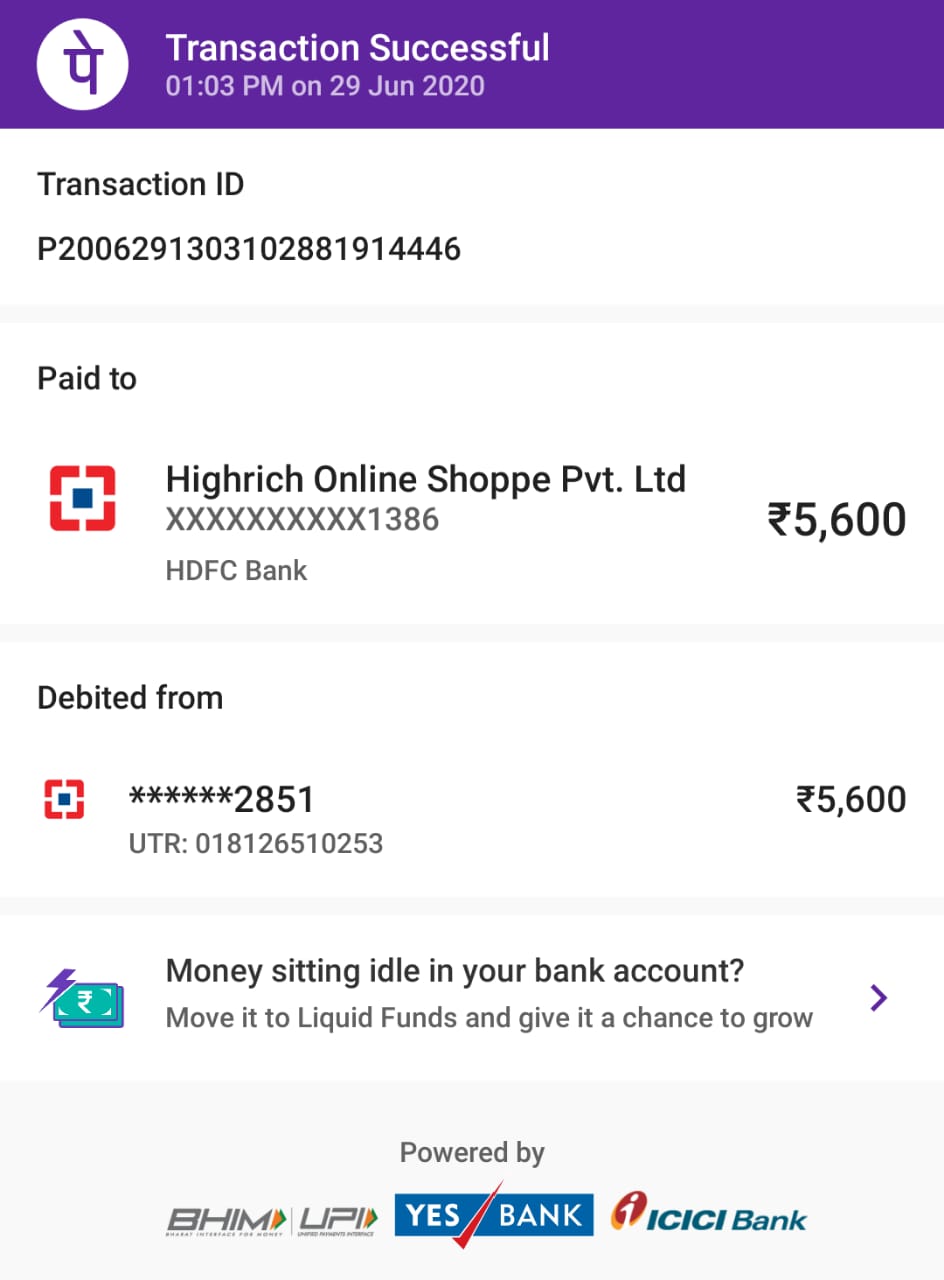 पे
Transaction Successful
01:03 PM on 29 Jun 2020
Transaction ID
P2006291303102881914446
Paid to
Highrich Online Shoppe Pvt. Ltd
XXXXXXXXXX1386
₹5,600
HDFC Bank
Debited from
******2851
₹5,600
UTR: 018126510253
₹
Money sitting idle in your bank account?
Move it to Liquid Funds and give it a chance to grow
Powered by
BHIM UPI YES BANK ICICI Bank
BHARAT INTERFACE FOR MONEY UNIFIED PAYMENTS INTERFACE